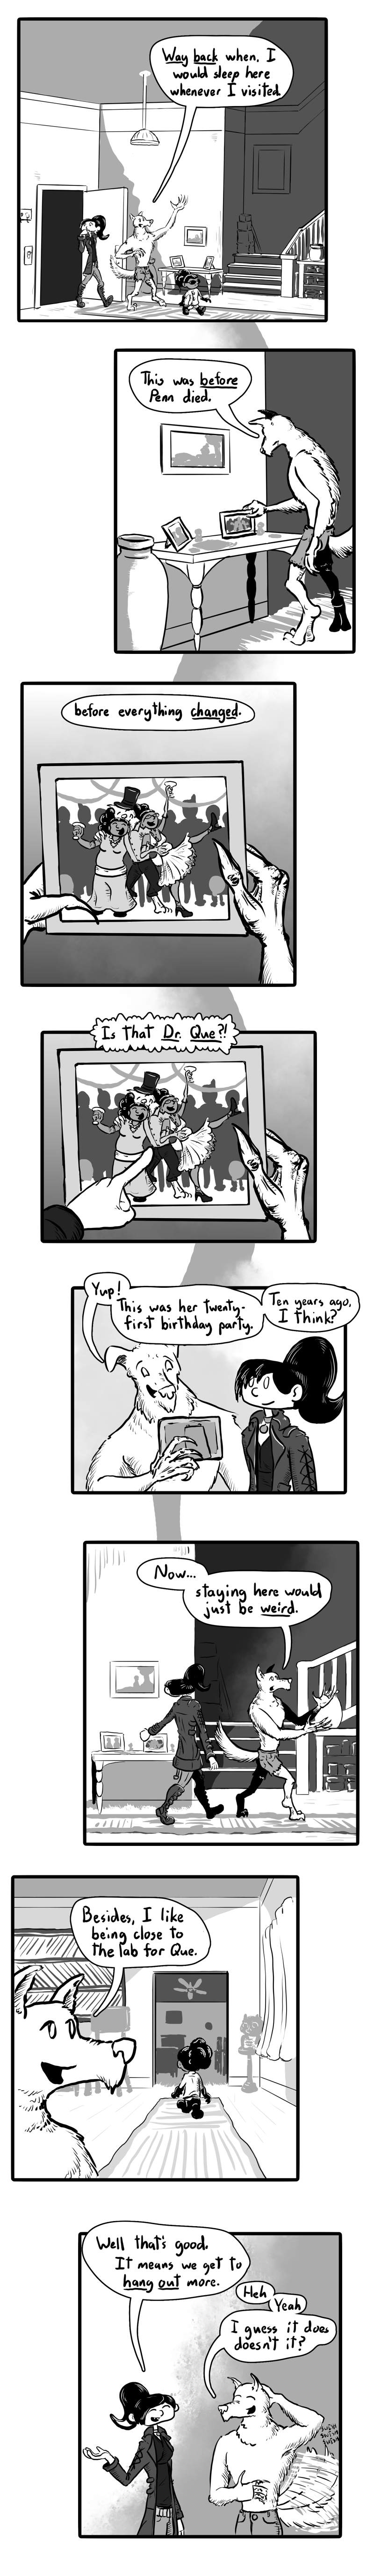 Way back when, I
would sleep here
whenever I visited.
This was before
Penn died.
before everything changed.
Is that Dr. Que?!
Yup!
This was her twenty-
first birthday party.
Ten years ago,
I think?
Now...
staying here would
just be weird.
Besides, I like
being close to
the lab for Que.
Well that's good.
It means we get to
hang out more.
Heh
Yeah
I guess it does
doesn't it?